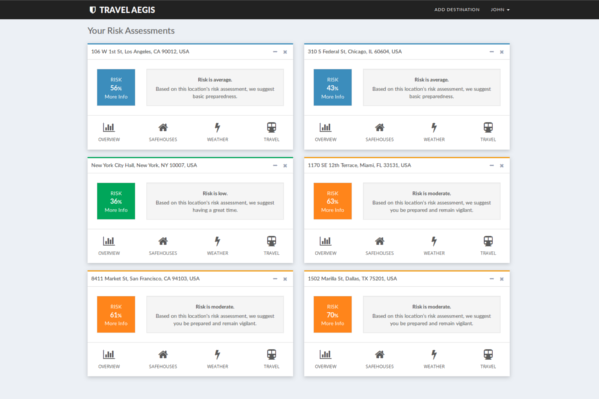 TRAVEL AEGIS
ADD DESTINATION JOHN
Your Risk Assessments
106 W 1st St, Los Angeles, CA 90012, USA
RISK
56%
More Info
Risk is average.
Based on this location's risk assessment, we suggest
basic preparedness.
OVERVIEW SAFEHOUSES WEATHER TRAVEL
310 S Federal St, Chicago, IL 60604, USA
RISK
43%
More Info
Risk is average.
Based on this location's risk assessment, we suggest
basic preparedness.
OVERVIEW SAFEHOUSES WEATHER TRAVEL
New York City Hall, New York, NY 10007, USA
RISK
36%
More Info
Risk is low.
Based on this location's risk assessment, we suggest
having a great time.
OVERVIEW SAFEHOUSES WEATHER TRAVEL
1170 SE 12th Terrace, Miami, FL 33131, USA
RISK
63%
More Info
Risk is moderate.
Based on this location's risk assessment, we suggest
you be prepared and remain vigilant.
OVERVIEW SAFEHOUSES WEATHER TRAVEL
8411 Market St, San Francisco, CA 94103, USA
RISK
61%
More Info
Risk is moderate.
Based on this location's risk assessment, we suggest
you be prepared and remain vigilant.
OVERVIEW SAFEHOUSES WEATHER TRAVEL
1502 Marilla St, Dallas, TX 75201, USA
RISK
70%
More Info
Risk is moderate.
Based on this location's risk assessment, we suggest
you be prepared and remain vigilant.
OVERVIEW SAFEHOUSES WEATHER TRAVEL